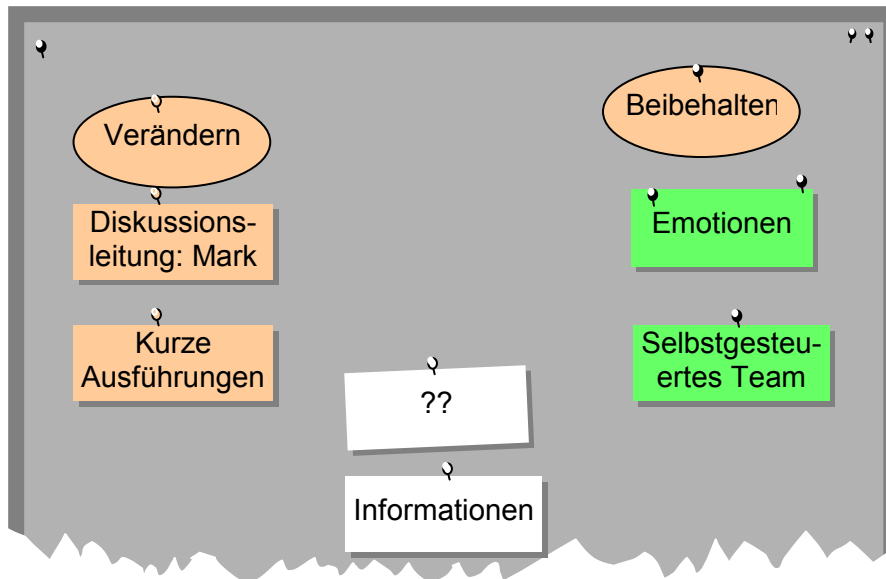 Verändern
Diskussions-
leitung: Mark
Kurze
Ausführungen
??
Informationen
Beibehalten
Emotionen
Selbstgesteu-
ertes Team